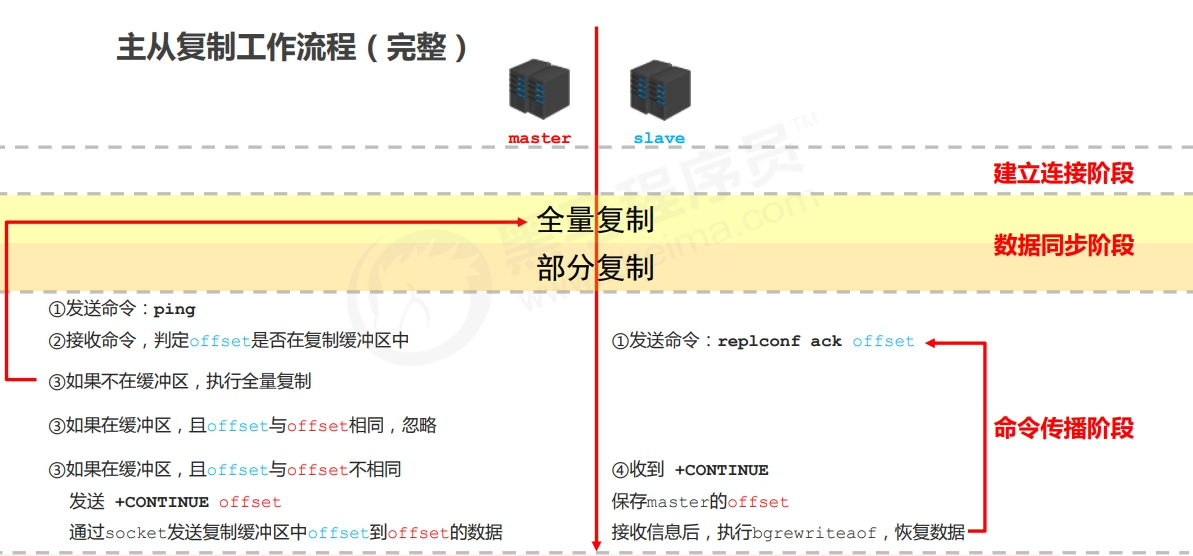 主从复制工作流程（完整）
master
slave
建立连接阶段
全量复制
数据同步阶段
部分复制
①发送命令：ping
②接收命令，判定offset是否在复制缓冲区中
①发送命令：replconf ack offset
③如果不在缓冲区，执行全量复制
③如果在缓冲区，且offset与offset相同，忽略
命令传播阶段
③如果在缓冲区，且offset与offset不相同
④收到 +CONTINUE
发送 +CONTINUE offset
保存master的offset
通过socket发送复制缓冲区中offset到offset的数据
接收信息后，执行bgrewriteaof，恢复数据